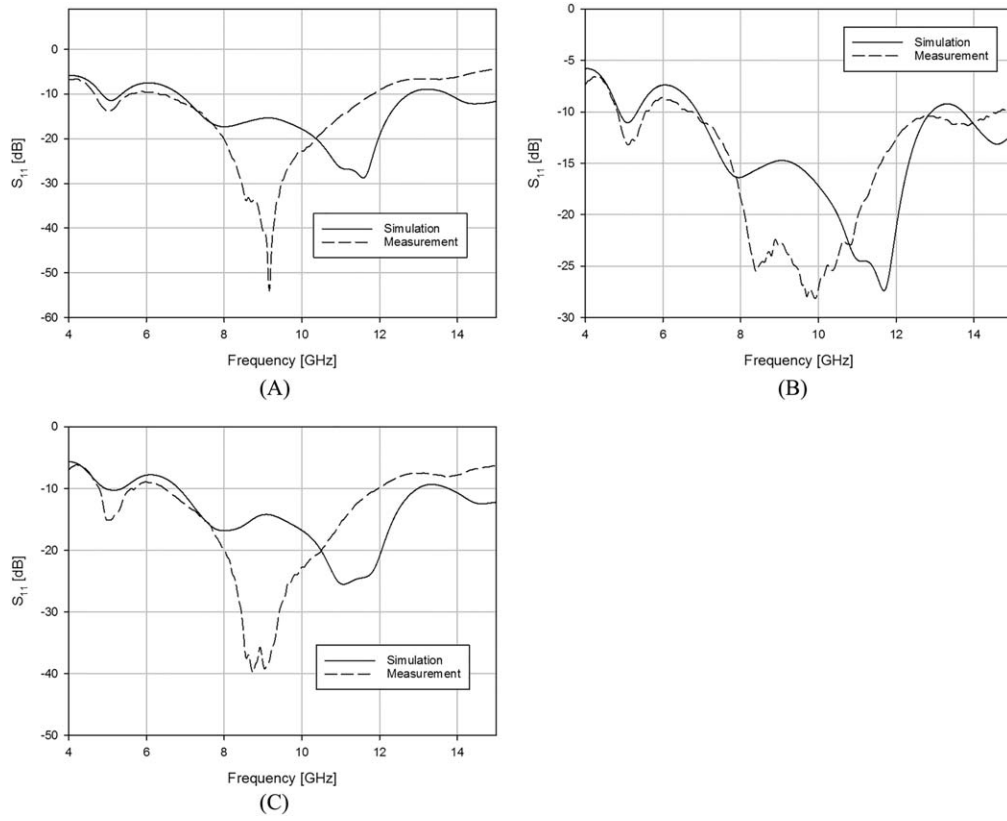 0
-10
-20
-30
-40
-50
-60
S11 [dB]
Simulation
Measurement
4 6 8 10 12 14
Frequency [GHz]
(A)
0
-5
-10
-15
-20
-25
-30
S11 [dB]
Simulation
Measurement
4 6 8 10 12 14
Frequency [GHz]
(B)
0
-10
-20
-30
-40
-50
S11 [dB]
Simulation
Measurement
4 6 8 10 12 14
Frequency [GHz]
(C)